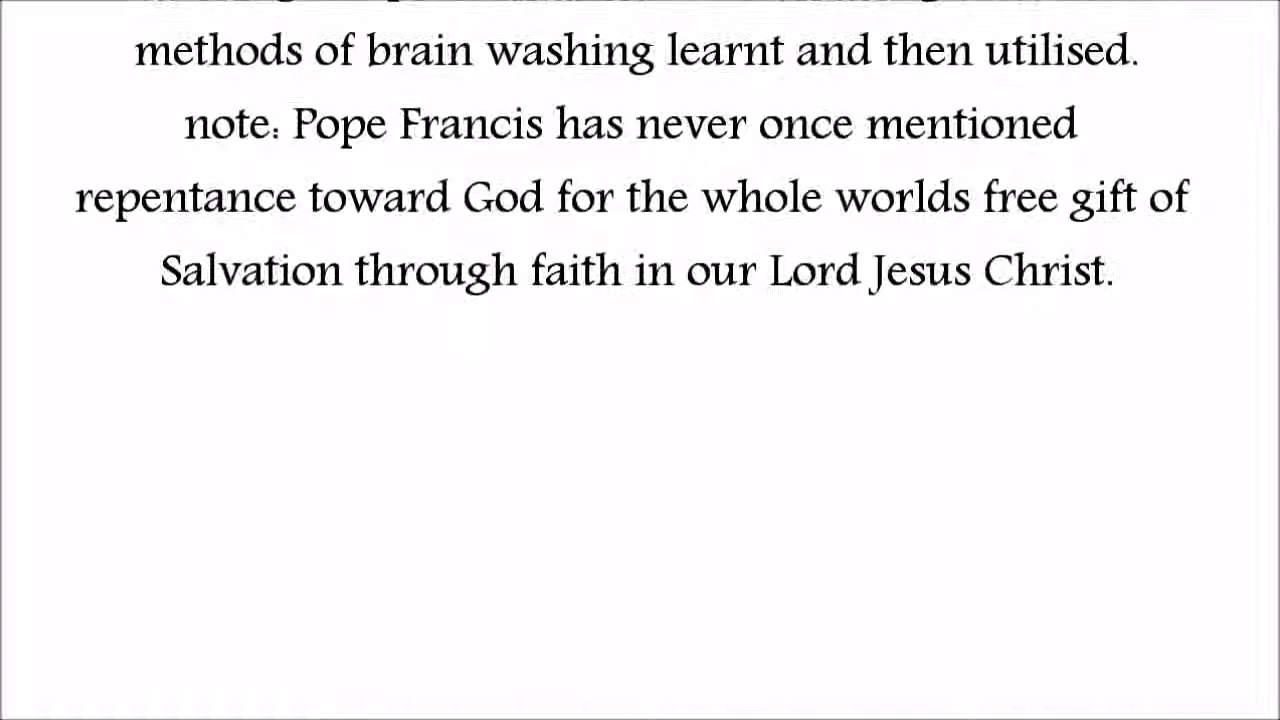 methods of brain washing learnt and then utilised.
note: Pope Francis has never once mentioned
repentance toward God for the whole worlds free gift of
Salvation through faith in our Lord Jesus Christ.